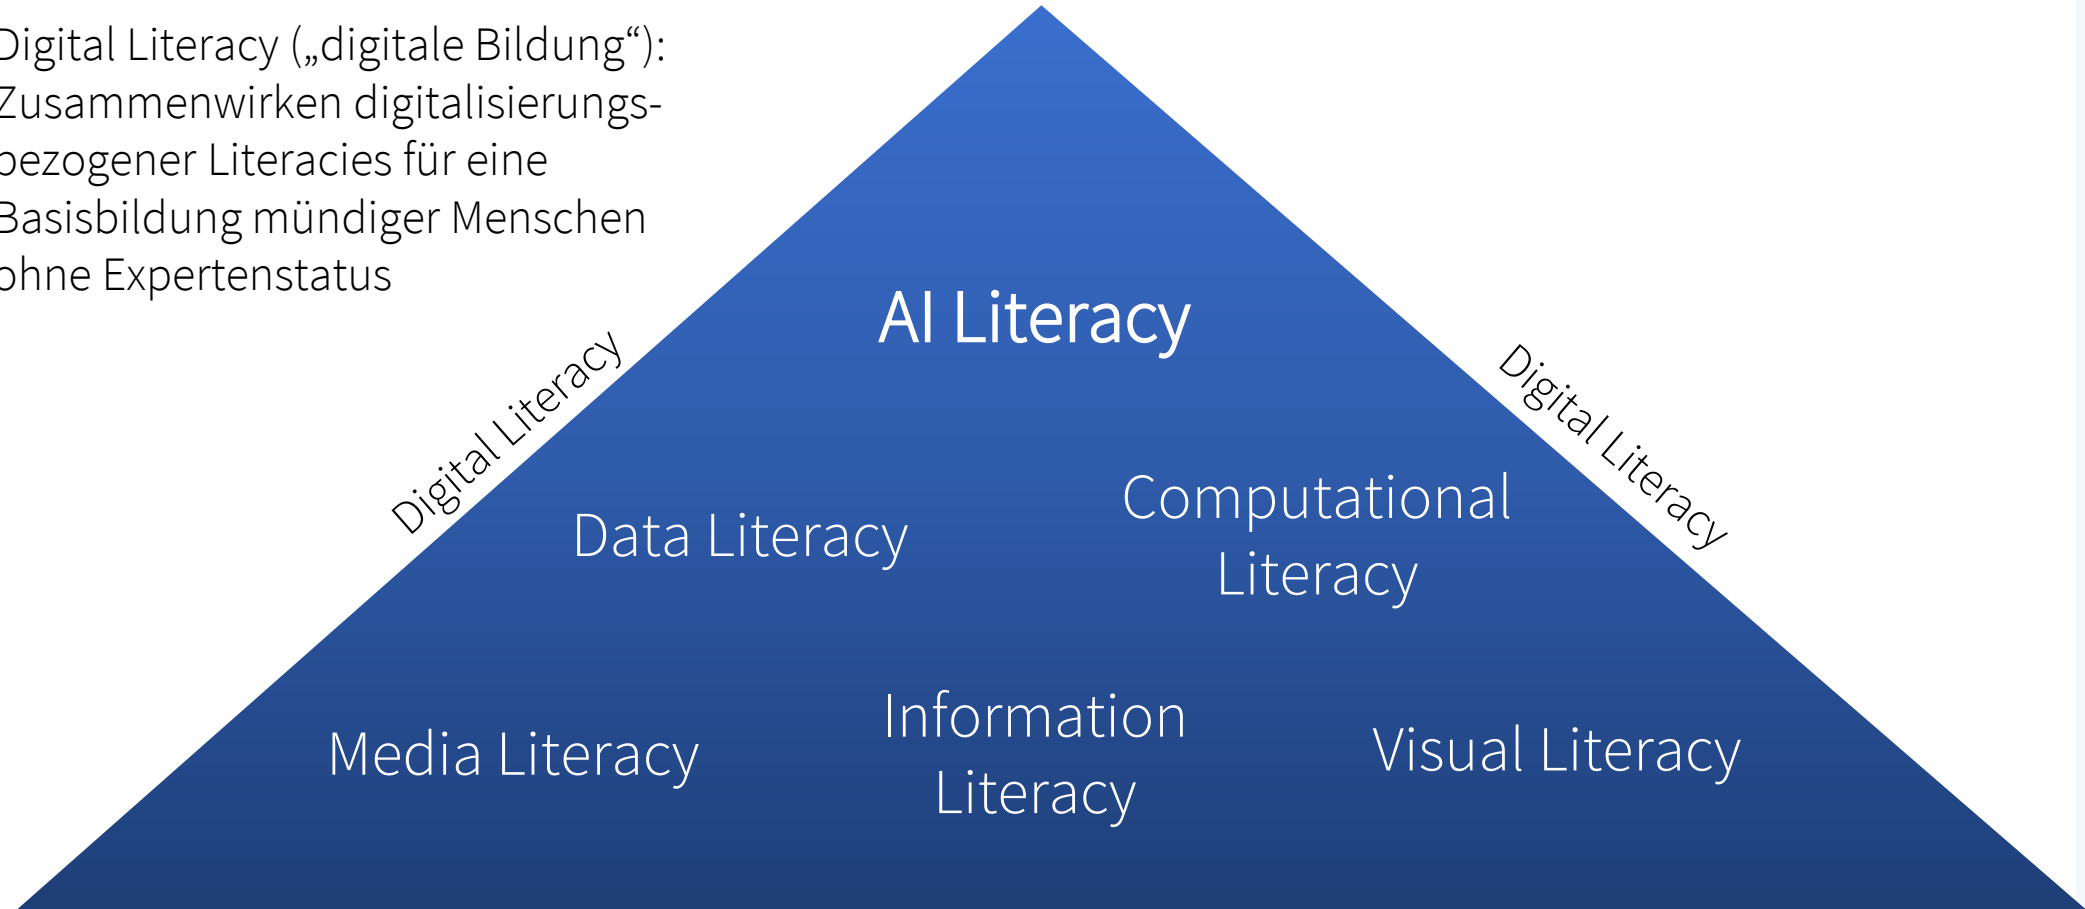 Digital Literacy („digitale Bildung“):
Zusammenwirken digitalisierungs-
bezogener Literacies für eine
Basisbildung mündiger Menschen
ohne Expertenstatus
AI Literacy
Digital Literacy
Digital Literacy
Data Literacy
Computational
Literacy
Media Literacy
Information
Literacy
Visual Literacy